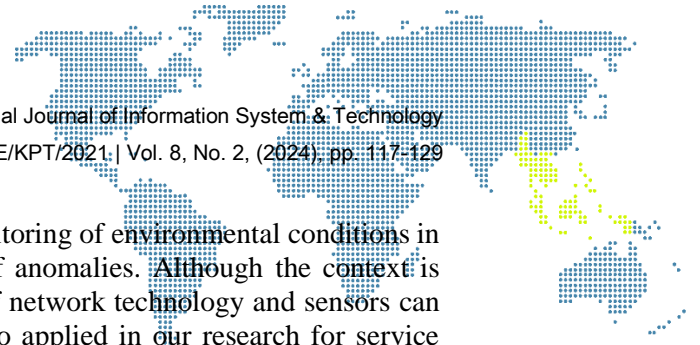 al Journal of Information System & Technology
E/KPT/2021 | Vol. 8, No. 2, (2024), pp. 117-129
itoring of environmental conditions in
f anomalies. Although the context is
f network technology and sensors can
o applied in our research for service